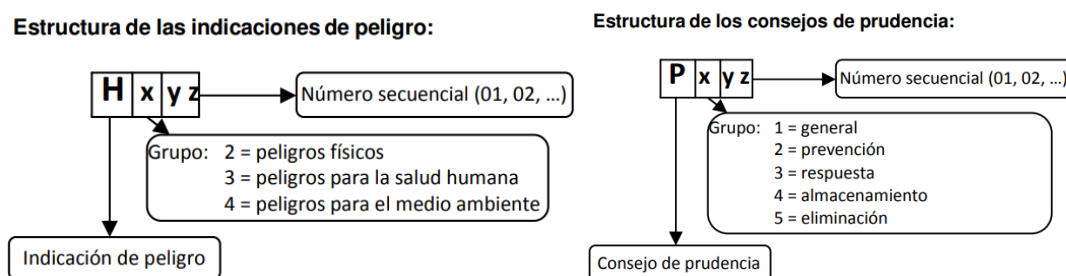 Estructura de las indicaciones de peligro:
H x y z
Número secuencial (01, 02, ...)
Grupo: 2 = peligros físicos
3 = peligros para la salud humana
4 = peligros para el medio ambiente
Indicación de peligro
Estructura de los consejos de prudencia:
P x y z
Número secuencial (01, 02, ...)
Grupo: 1 = general
2 = prevención
3 = respuesta
4 = almacenamiento
5 = eliminación
Consejo de prudencia